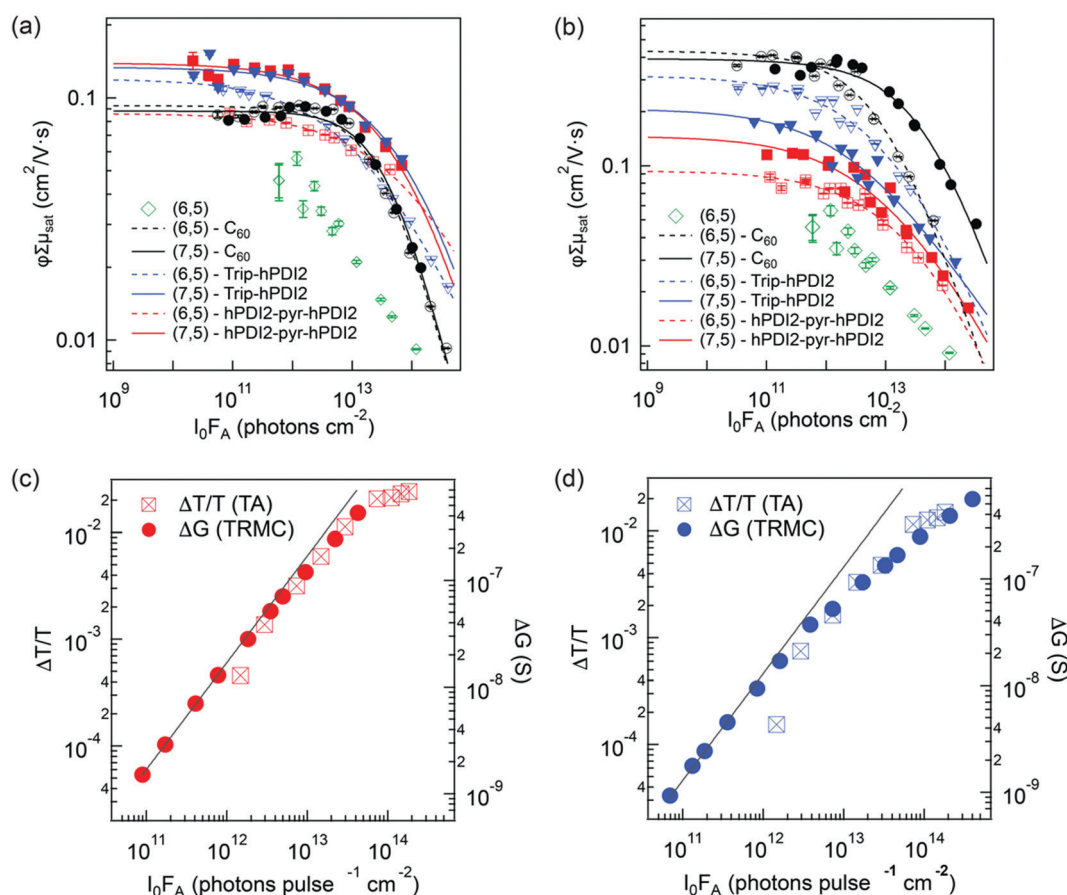 (a)
φΣμsat (cm²/V·s)
0.1
0.01
(6,5)
(6,5) - C₆₀
(7,5) - C₆₀
(6,5) - Trip-hPDI2
(7,5) - Trip-hPDI2
(6,5) - hPDI2-pyr-hPDI2
(7,5) - hPDI2-pyr-hPDI2
10⁹ 10¹¹ 10¹³
I₀F_A (photons cm⁻²)
(b)
φΣμsat (cm²/V·s)
0.1
0.01
(6,5)
(6,5) - C₆₀
(7,5) - C₆₀
(6,5) - Trip-hPDI2
(7,5) - Trip-hPDI2
(6,5) - hPDI2-pyr-hPDI2
(7,5) - hPDI2-pyr-hPDI2
10⁹ 10¹¹ 10¹³
I₀F_A (photons cm⁻²)
(c)
ΔT/T (TA)
ΔG (TRMC)
ΔT/T
2
10⁻²
4
2
10⁻³
4
2
10⁻⁴
4
ΔG (S)
4
2
10⁻⁷
4
2
10⁻⁸
4
2
10⁻⁹
10¹¹ 10¹² 10¹³ 10¹⁴
I₀F_A (photons pulse ⁻¹ cm⁻²)
(d)
ΔT/T (TA)
ΔG (TRMC)
ΔT/T
2
10⁻²
4
2
10⁻³
4
2
10⁻⁴
4
ΔG (S)
4
2
10⁻⁷
4
2
10⁻⁸
4
2
10⁻⁹
10¹¹ 10¹² 10¹³ 10¹⁴
I₀F_A (photons pulse ⁻¹ cm⁻²)